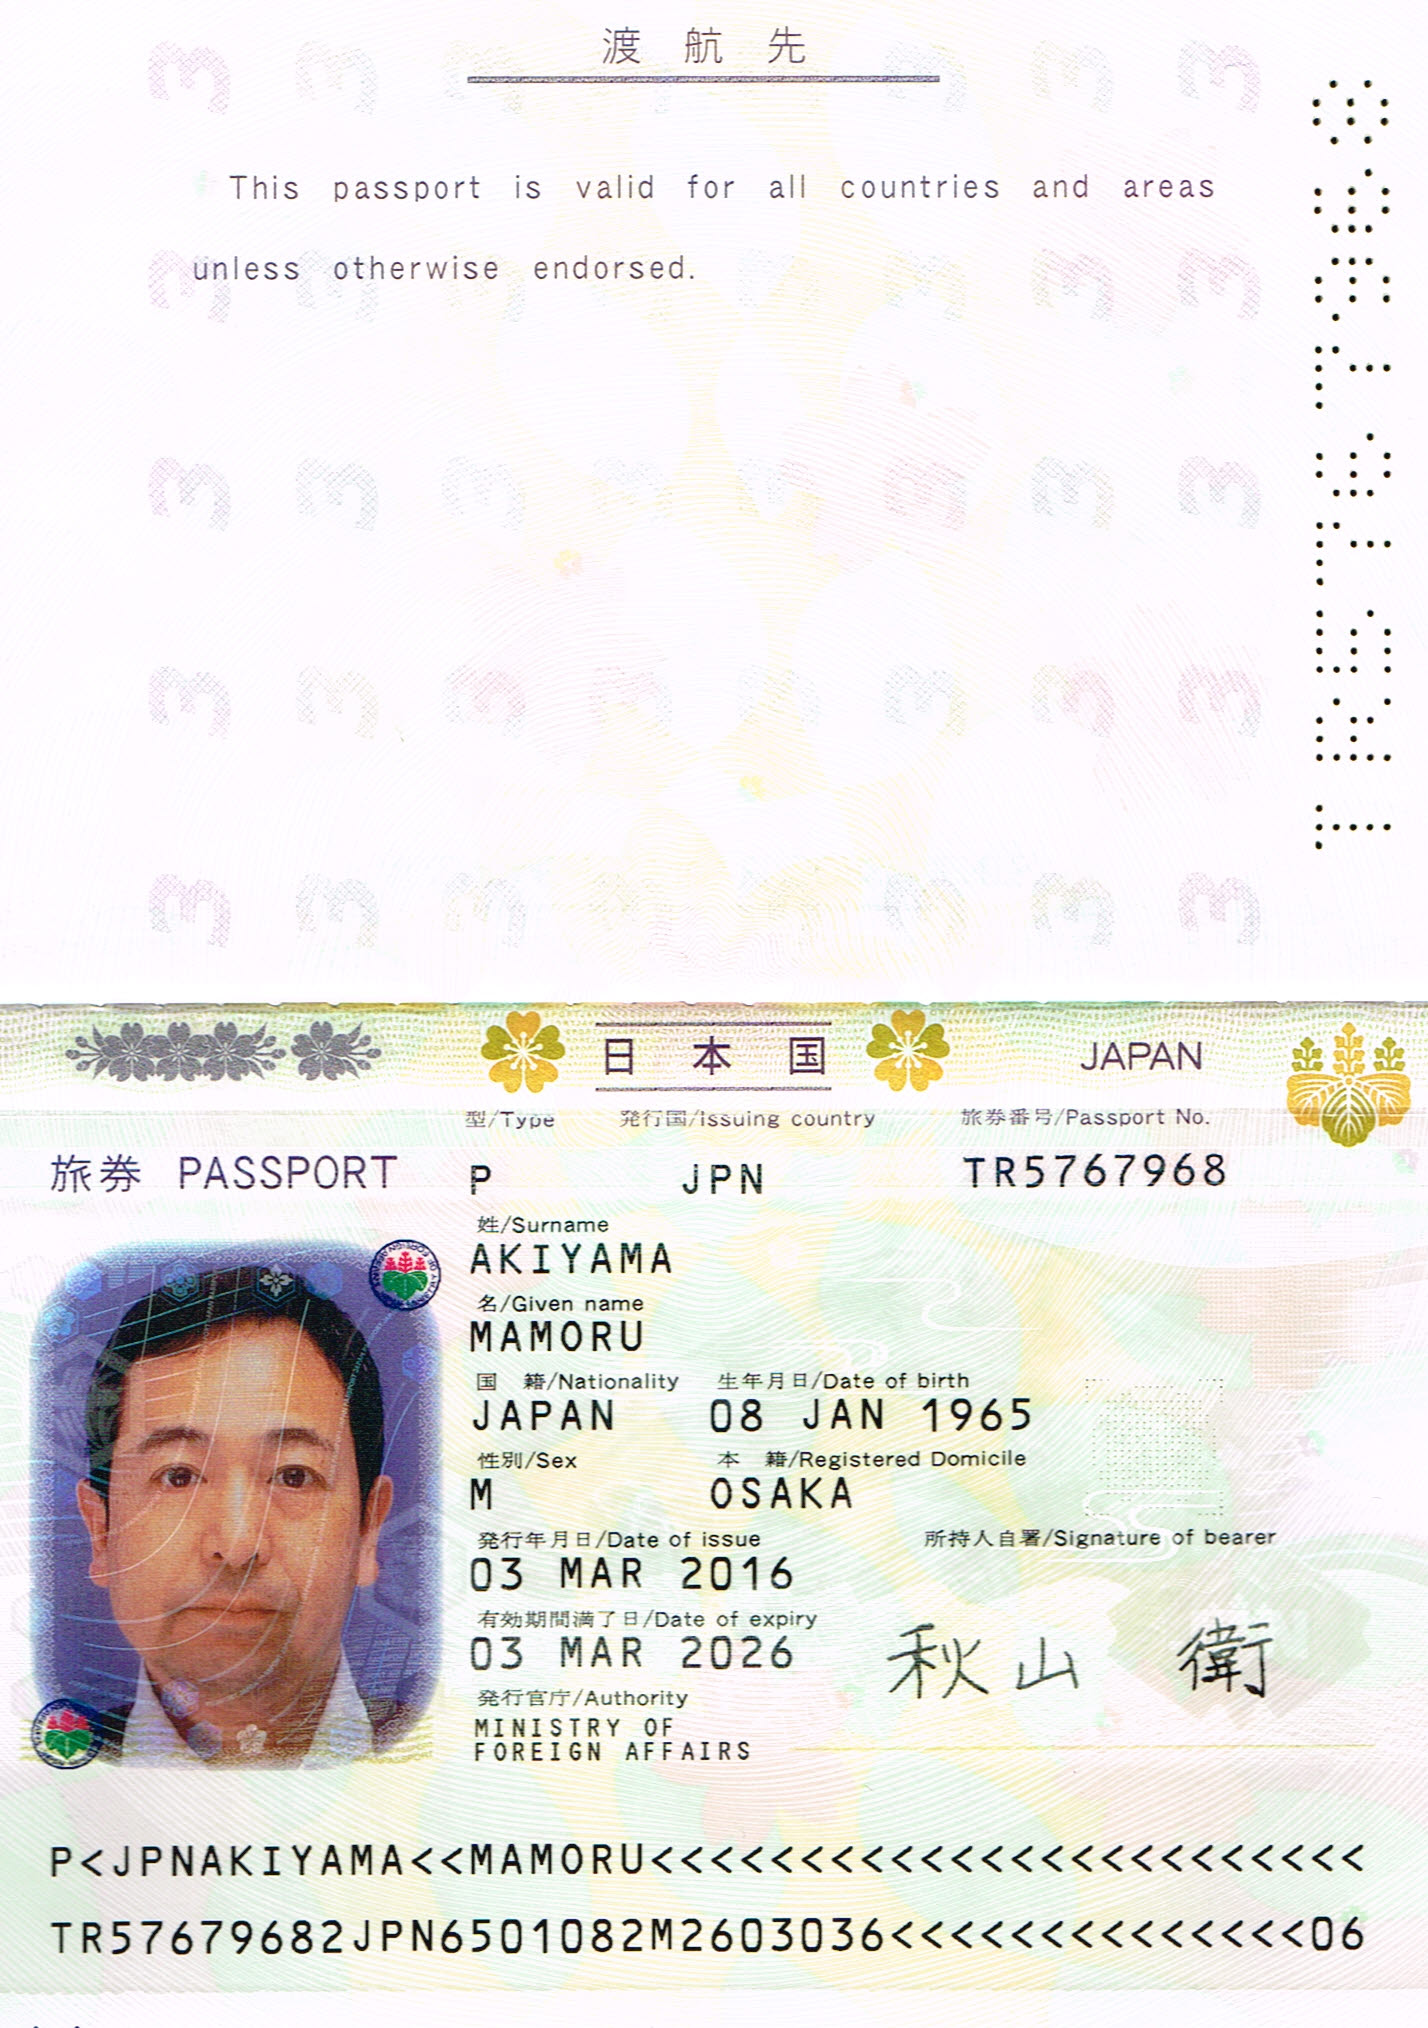 渡航先
This passport is valid for all countries and areas
unless otherwise endorsed.
TR5767968
日本国 JAPAN
型/Type 発行国/Issuing country 旅券番号/Passport No.
旅券 PASSPORT P JPN TR5767968
姓/Surname
AKIYAMA
名/Given name
MAMORU
国 籍/Nationality 生年月日/Date of birth
JAPAN 08 JAN 1965
性別/Sex 本 籍/Registered Domicile
M OSAKA
発行年月日/Date of issue 所持人自署/Signature of bearer
03 MAR 2016
有効期間満了日/Date of expiry
03 MAR 2026 秋山 衛
発行官庁/Authority
MINISTRY OF
FOREIGN AFFAIRS
P<JPNAKIYAMA<<MAMORU<<<<<<<<<<<<<<<<<<<<<<<<
TR57679682JPN6501082M2603036<<<<<<<<<<<<<<06